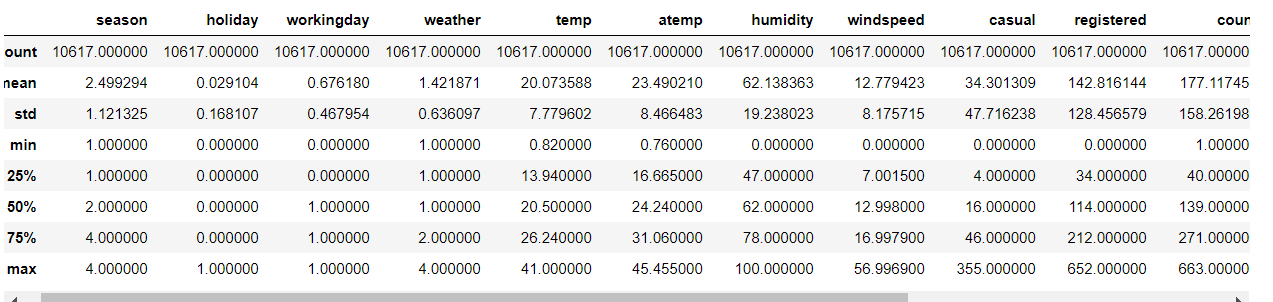 season holiday workingday weather temp atemp humidity windspeed casual registered coun
ount 10617.000000 10617.000000 10617.000000 10617.000000 10617.000000 10617.000000 10617.000000 10617.000000 10617.000000 10617.000000 10617.00000
mean 2.499294 0.029104 0.676180 1.421871 20.073588 23.490210 62.138363 12.779423 34.301309 142.816144 177.11745
std 1.121325 0.168107 0.467954 0.636097 7.779602 8.466483 19.238023 8.175715 47.716238 128.456579 158.26198
min 1.000000 0.000000 0.000000 1.000000 0.820000 0.760000 0.000000 0.000000 0.000000 0.000000 1.00000
25% 1.000000 0.000000 0.000000 1.000000 13.940000 16.665000 47.000000 7.001500 4.000000 34.000000 40.00000
50% 2.000000 0.000000 1.000000 1.000000 20.500000 24.240000 62.000000 12.998000 16.000000 114.000000 139.00000
75% 4.000000 0.000000 1.000000 2.000000 26.240000 31.060000 78.000000 16.997900 46.000000 212.000000 271.00000
max 4.000000 1.000000 1.000000 4.000000 41.000000 45.455000 100.000000 56.996900 355.000000 652.000000 663.00000